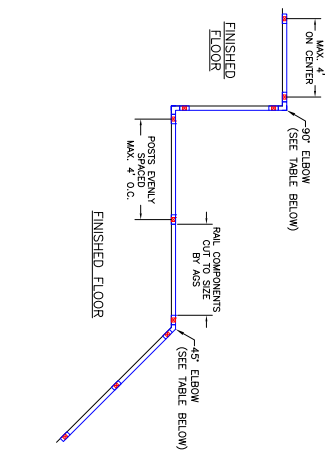 MAX. 4'
ON CENTER
FINISHED
FLOOR
90° ELBOW
(SEE TABLE BELOW)
POSTS EVENLY
SPACED
MAX. 4' O.C.
RAIL COMPONENTS
CUT TO SIZE
BY AGS
FINISHED FLOOR
45° ELBOW
(SEE TABLE BELOW)